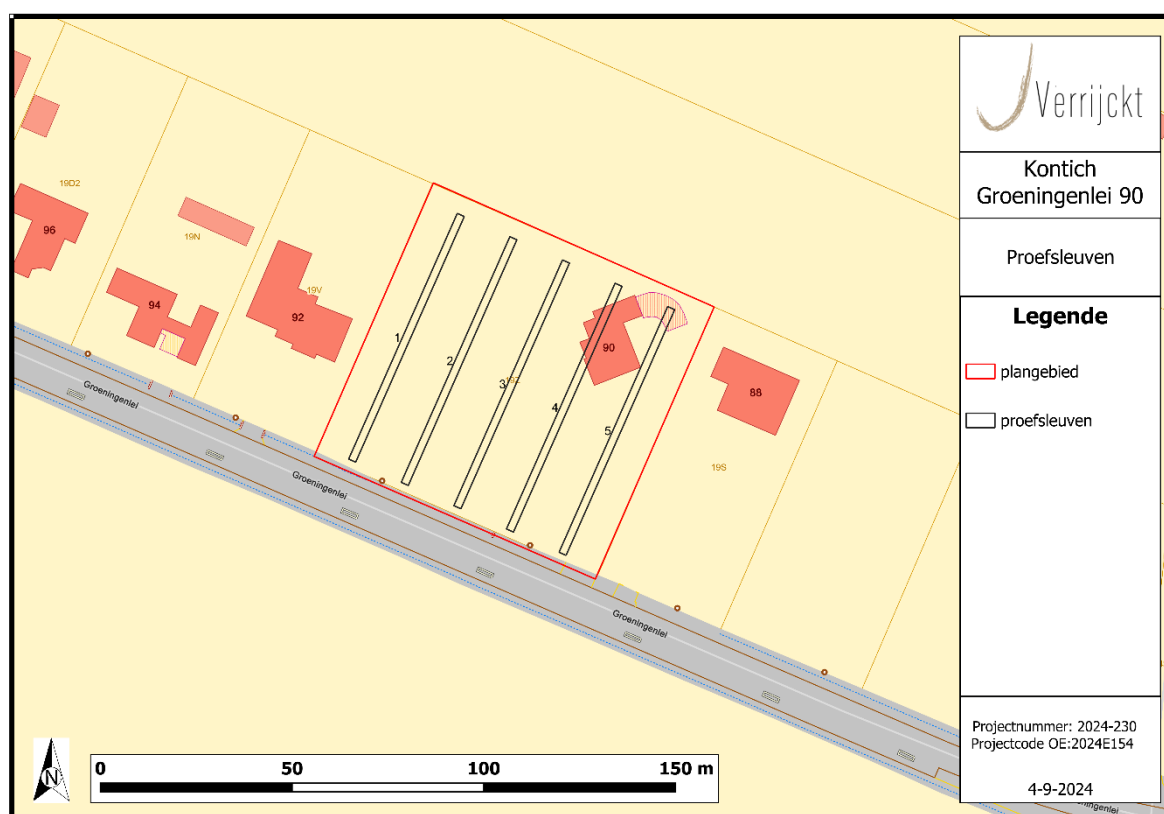 Verrijckt
Kontich
Groeningenlei 90
Proefsleuven
Legende
plangebied
proefsleuven
Projectnummer: 2024-230
Projectcode OE:2024E154
4-9-2024
19D2
96
19N
94
19V
92
1
2
3
4
5
90
88
19S
Groeningenlei
Groeningenlei
Groeningenlei
N
0 50 100 150 m